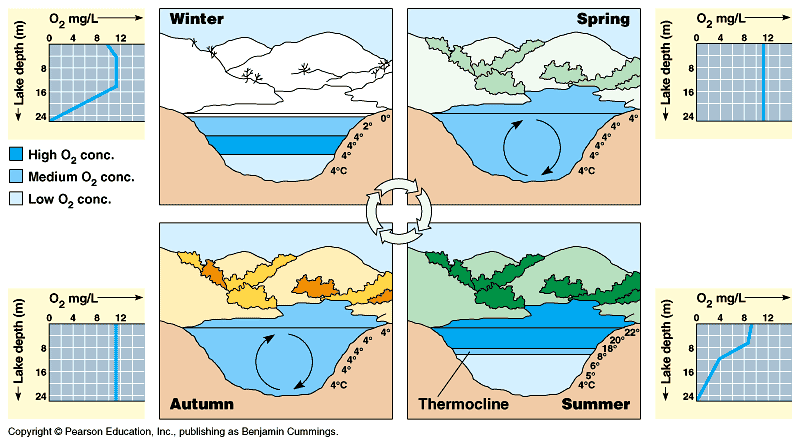 O2 mg/L
0 4 8 12
Lake depth (m)
8
16
24
Winter
0°
2°
4°
4°
4°C
Spring
4°
4°
4°
4°
4°
4°C
O2 mg/L
0 4 8 12
Lake depth (m)
8
16
24
High O2 conc.
Medium O2 conc.
Low O2 conc.
O2 mg/L
0 4 8 12
Lake depth (m)
8
16
24
Autumn
4°
4°
4°
4°
4°
4°C
Thermocline
Summer
22°
20°
18°
8°
6°
5°
4°C
O2 mg/L
0 4 8 12
Lake depth (m)
8
16
24
Copyright © Pearson Education, Inc., publishing as Benjamin Cummings.